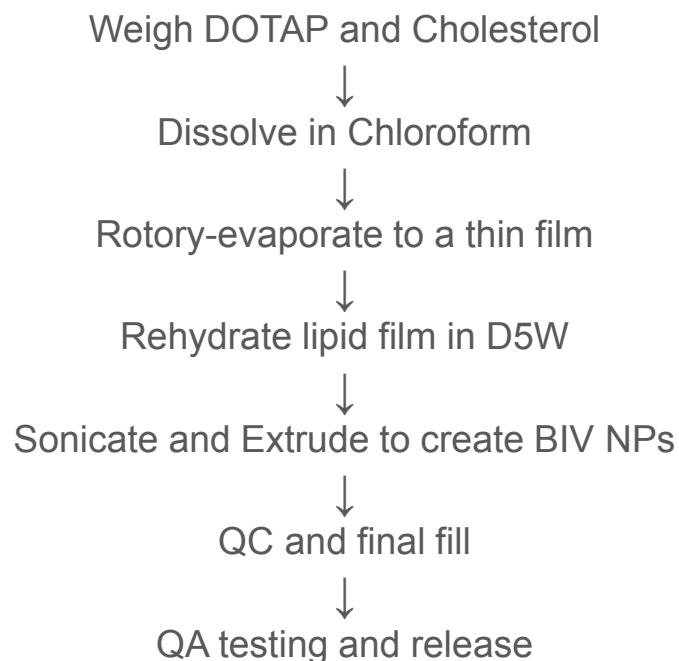 Weigh DOTAP and Cholesterol
↓
Dissolve in Chloroform
↓
Rotory-evaporate to a thin film
↓
Rehydrate lipid film in D5W
↓
Sonicate and Extrude to create BIV NPs
↓
QC and final fill
↓
QA testing and release